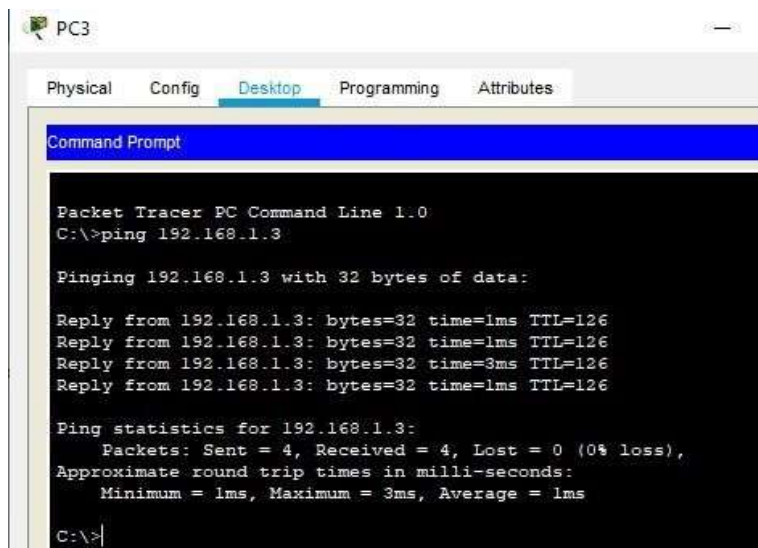 PC3
Physical Config Desktop Programming Attributes
Command Prompt
Packet Tracer PC Command Line 1.0
C:\>ping 192.168.1.3
Pinging 192.168.1.3 with 32 bytes of data:
Reply from 192.168.1.3: bytes=32 time=1ms TTL=126
Reply from 192.168.1.3: bytes=32 time=1ms TTL=126
Reply from 192.168.1.3: bytes=32 time=3ms TTL=126
Reply from 192.168.1.3: bytes=32 time=1ms TTL=126
Ping statistics for 192.168.1.3:
Packets: Sent = 4, Received = 4, Lost = 0 (0% loss),
Approximate round trip times in milli-seconds:
Minimum = 1ms, Maximum = 3ms, Average = 1ms
C:\>